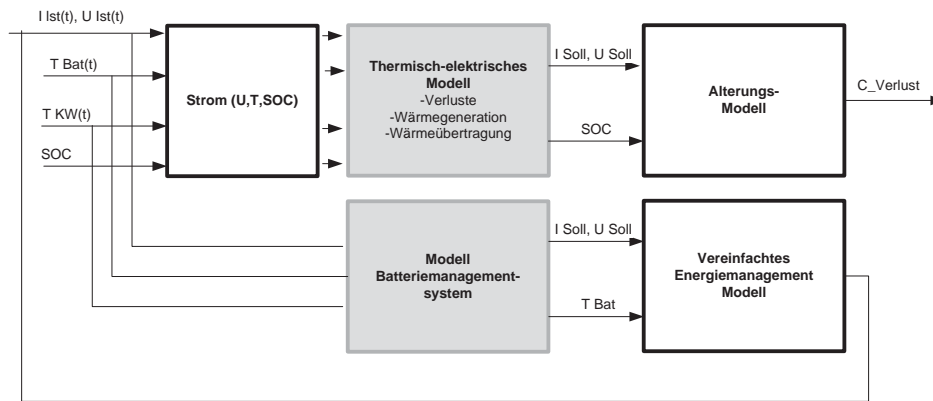 I Ist(t), U Ist(t)
T Bat(t)
T KW(t)
SOC
Strom (U,T,SOC)
Thermisch-elektrisches
Modell
-Verluste
-Wärmegeneration
-Wärmeübertragung
I Soll, U Soll
SOC
Alterungs-
Modell
C_Verlust
Modell
Batteriemanagement-
system
I Soll, U Soll
T Bat
Vereinfachtes
Energiemanagement
Modell